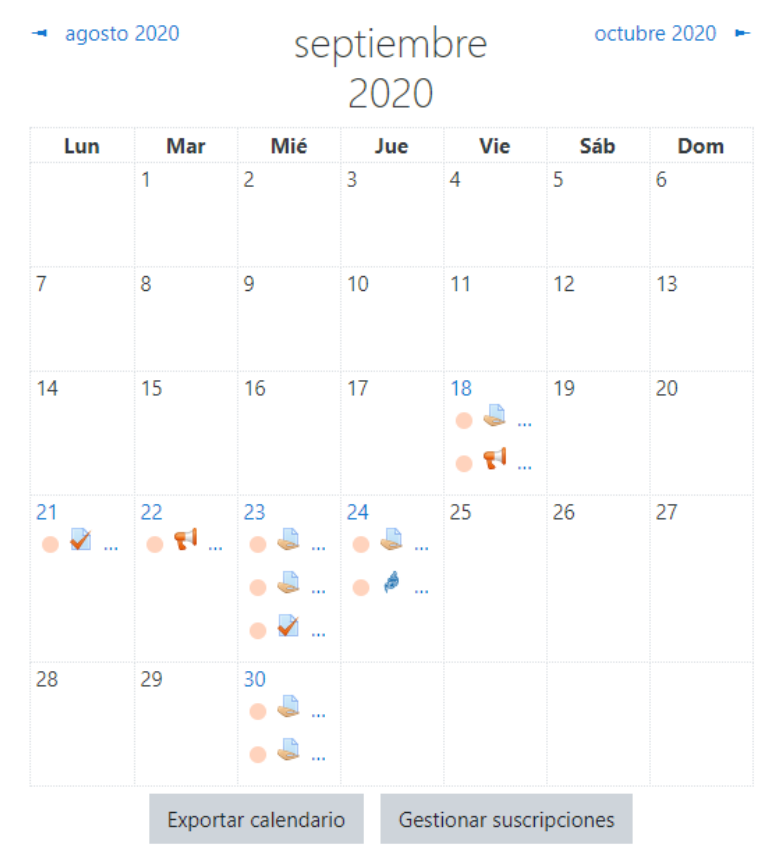 agosto 2020
septiembre
2020
octubre 2020
Lun Mar Mié Jue Vie Sáb Dom
1 2 3 4 5 6
7 8 9 10 11 12 13
14 15 16 17 18 19 20
...
...
21 22 23 24 25 26 27
... ... ... ...
... ...
...
28 29 30
...
...
Exportar calendario Gestionar suscripciones